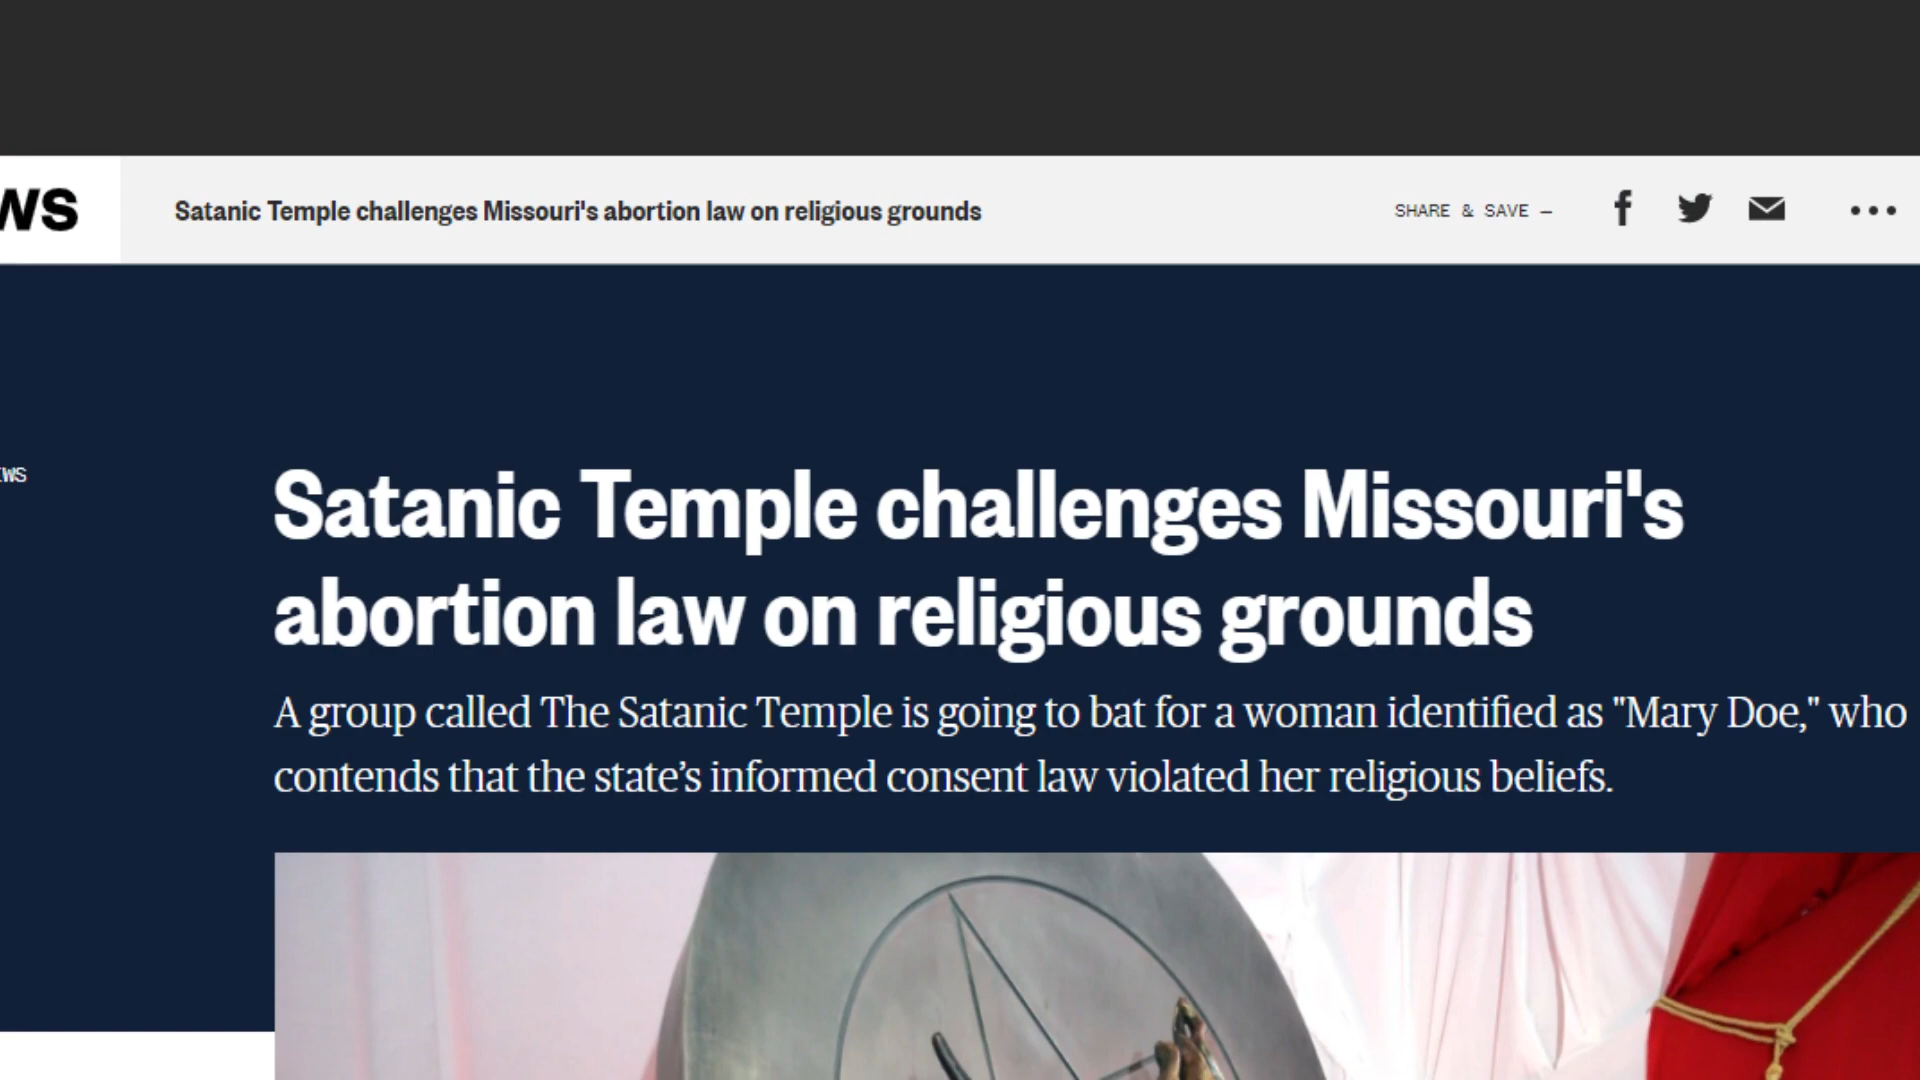 WS
Satanic Temple challenges Missouri's abortion law on religious grounds
SHARE & SAVE —
WS
Satanic Temple challenges Missouri's
abortion law on religious grounds
A group called The Satanic Temple is going to bat for a woman identified as "Mary Doe," who
contends that the state’s informed consent law violated her religious beliefs.